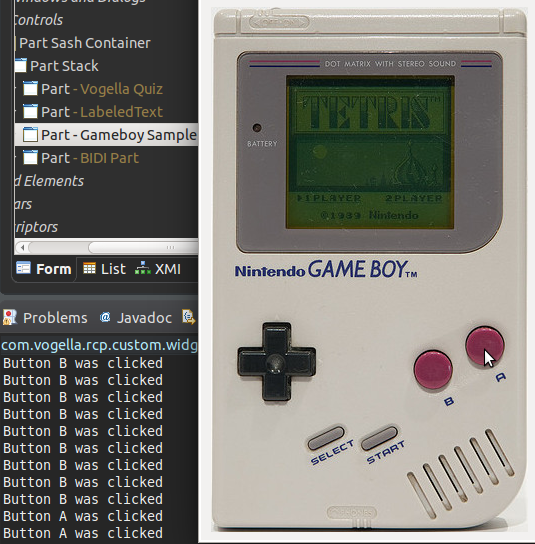 Windows and Dialogs
Controls
Part Sash Container
Part Stack
Part - Vogella Quiz
Part - LabeledText
Part - Gameboy Sample
Part - BIDI Part
d Elements
ars
riptors
Form List XMI
Problems @ Javadoc
com.vogella.rcp.custom.widg
Button B was clicked
Button B was clicked
Button B was clicked
Button B was clicked
Button B was clicked
Button B was clicked
Button B was clicked
Button B was clicked
Button B was clicked
Button A was clicked
Button A was clicked
DOT MATRIX WITH STEREO SOUND
BATTERY
TETRIS™
1PLAYER 2PLAYER
©1989 Nintendo
Nintendo GAME BOY™
B A
SELECT START